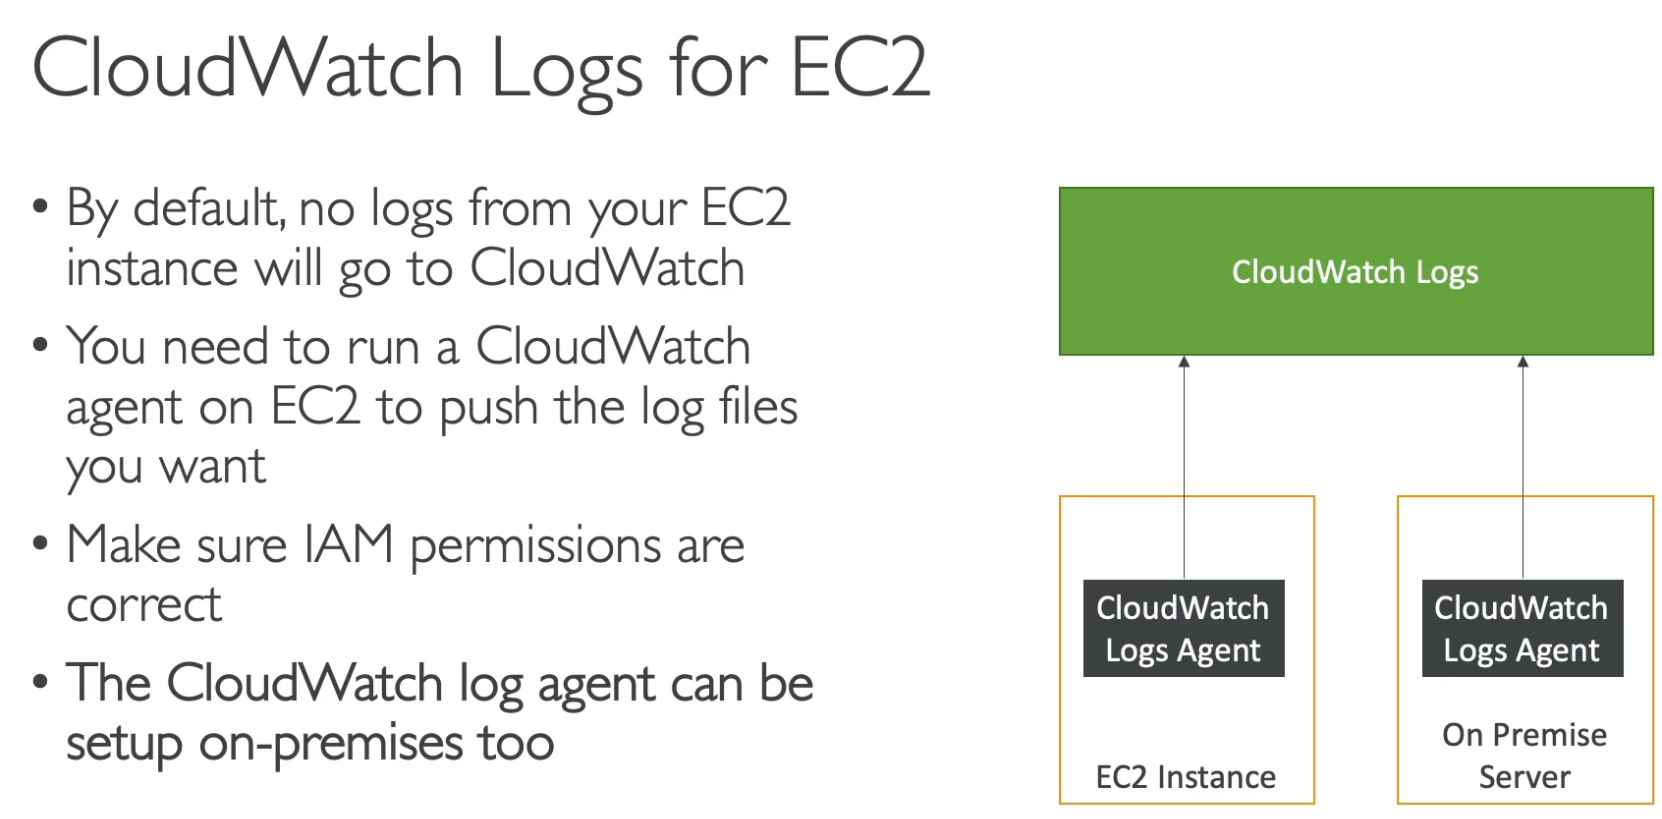 CloudWatch Logs for EC2
• By default, no logs from your EC2
instance will go to CloudWatch
• You need to run a CloudWatch
agent on EC2 to push the log files
you want
• Make sure IAM permissions are
correct
• The CloudWatch log agent can be
setup on-premises too
CloudWatch Logs
CloudWatch
Logs Agent
EC2 Instance
CloudWatch
Logs Agent
On Premise
Server